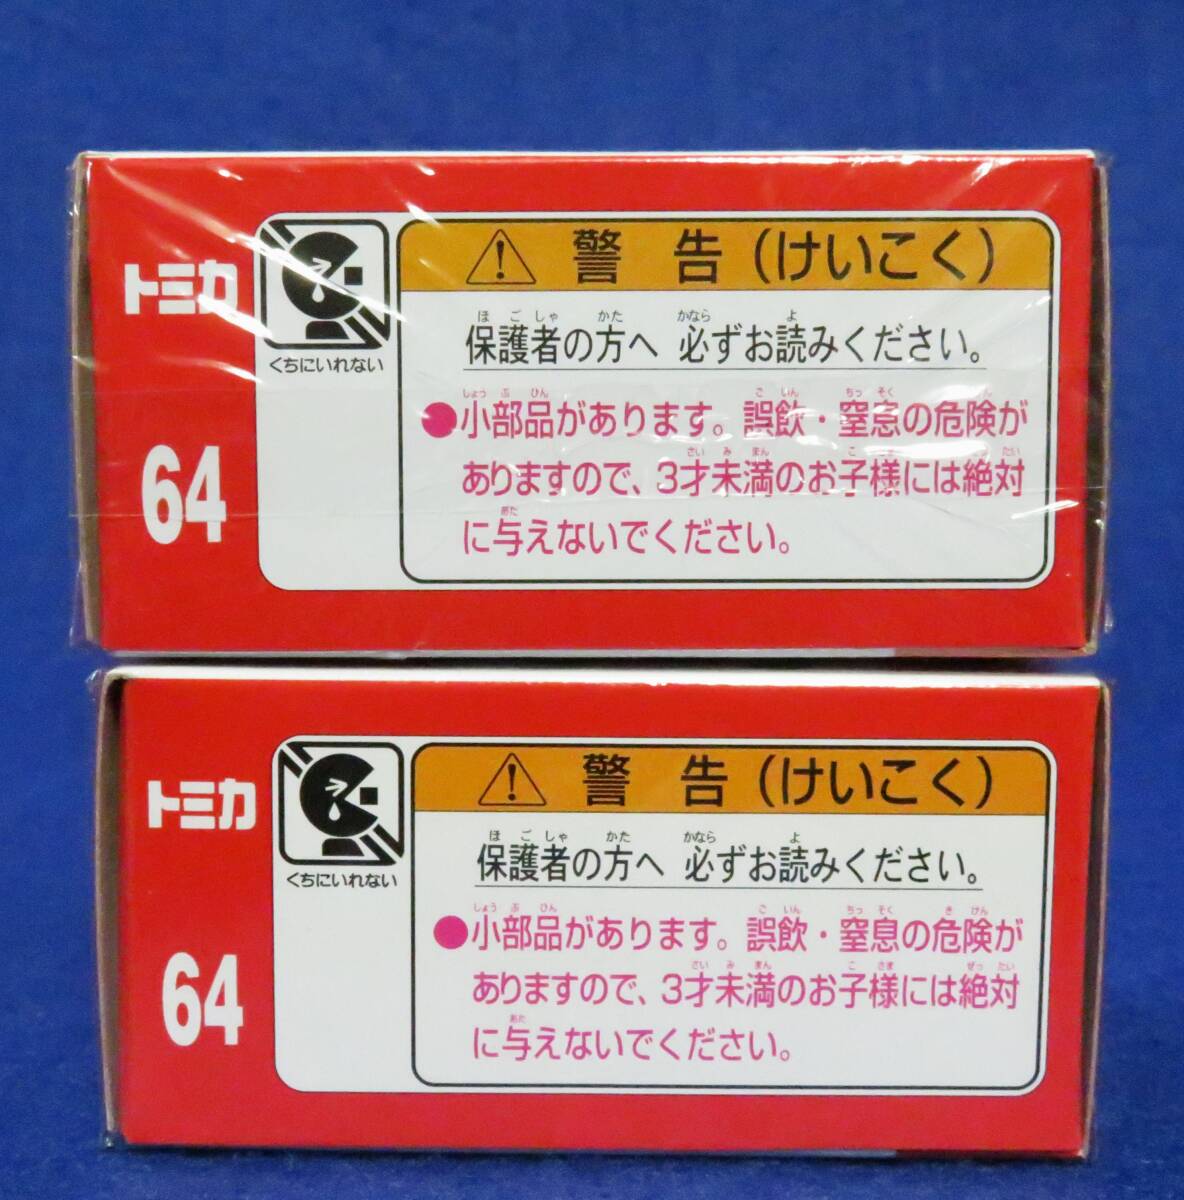 トミカ
64
くちにいれない
警 告 (けいこく)
ほごしゃ かた かなら よ
保護者の方へ 必ずお読みください。
しょう ぶ ひん ご いん ちっ そく
●小部品があります。誤飲・窒息の危険が
さい み まん こ たい
ありますので、3才未満のお子様には絶対
あた
に与えないでください。
トミカ
64
くちにいれない
警 告 (けいこく)
ほごしゃ かた かなら よ
保護者の方へ 必ずお読みください。
しょう ぶ ひん ご いん ちっ そく き けん
●小部品があります。誤飲・窒息の危険が
さい み まん こ さま ぜっ たい
ありますので、3才未満のお子様には絶対
あた
に与えないでください。